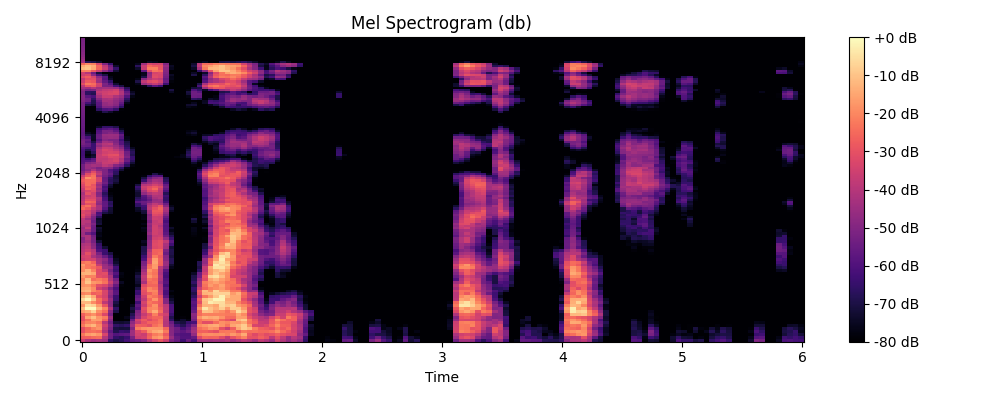 Mel Spectrogram (db)
8192
4096
2048
1024
512
0
Hz
0 1 2 3 4 5 6
Time
+0 dB
-10 dB
-20 dB
-30 dB
-40 dB
-50 dB
-60 dB
-70 dB
-80 dB